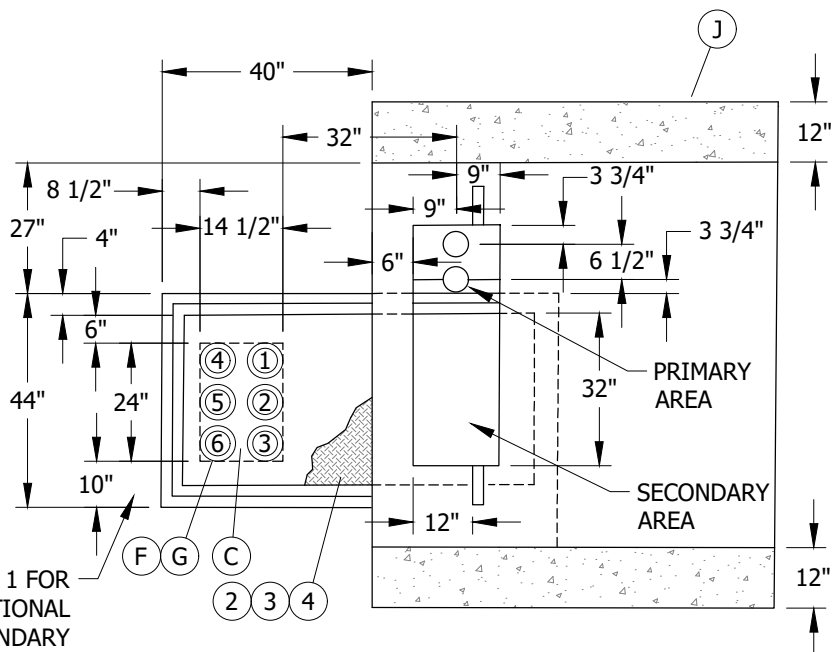 J
40"
12"
32"
8 1/2"
9"
3 3/4"
27"
14 1/2"
9"
3 3/4"
4"
6"
6 1/2"
6"
4 1
44"
24"
5 2
32"
PRIMARY
AREA
6 3
10"
SECONDARY
AREA
12"
F G C
2 3 4
12"
1 FOR
TIONAL
NDARY